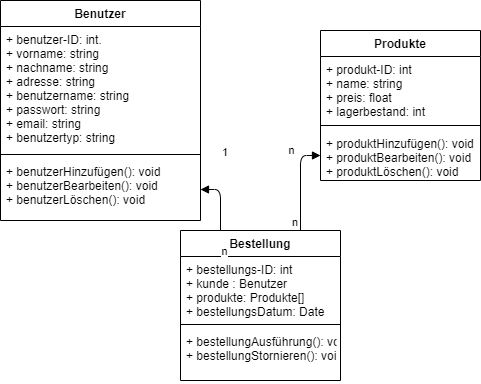 Benutzer
+ benutzer-ID: int.
+ vorname: string
+ nachname: string
+ adresse: string
+ benutzername: string
+ passwort: string
+ email: string
+ benutzertyp: string
+ benutzerHinzufügen(): void
+ benutzerBearbeiten(): void
+ benutzerLöschen(): void
Produkte
+ produkt-ID: int
+ name: string
+ preis: float
+ lagerbestand: int
+ produktHinzufügen(): void
+ produktBearbeiten(): void
+ produktLöschen(): void
1
n
n
n
Bestellung
+ bestellungs-ID: int
+ kunde : Benutzer
+ produkte: Produkte[]
+ bestellungsDatum: Date
+ bestellungAusführung(): vo
+ bestellungStornieren(): voi